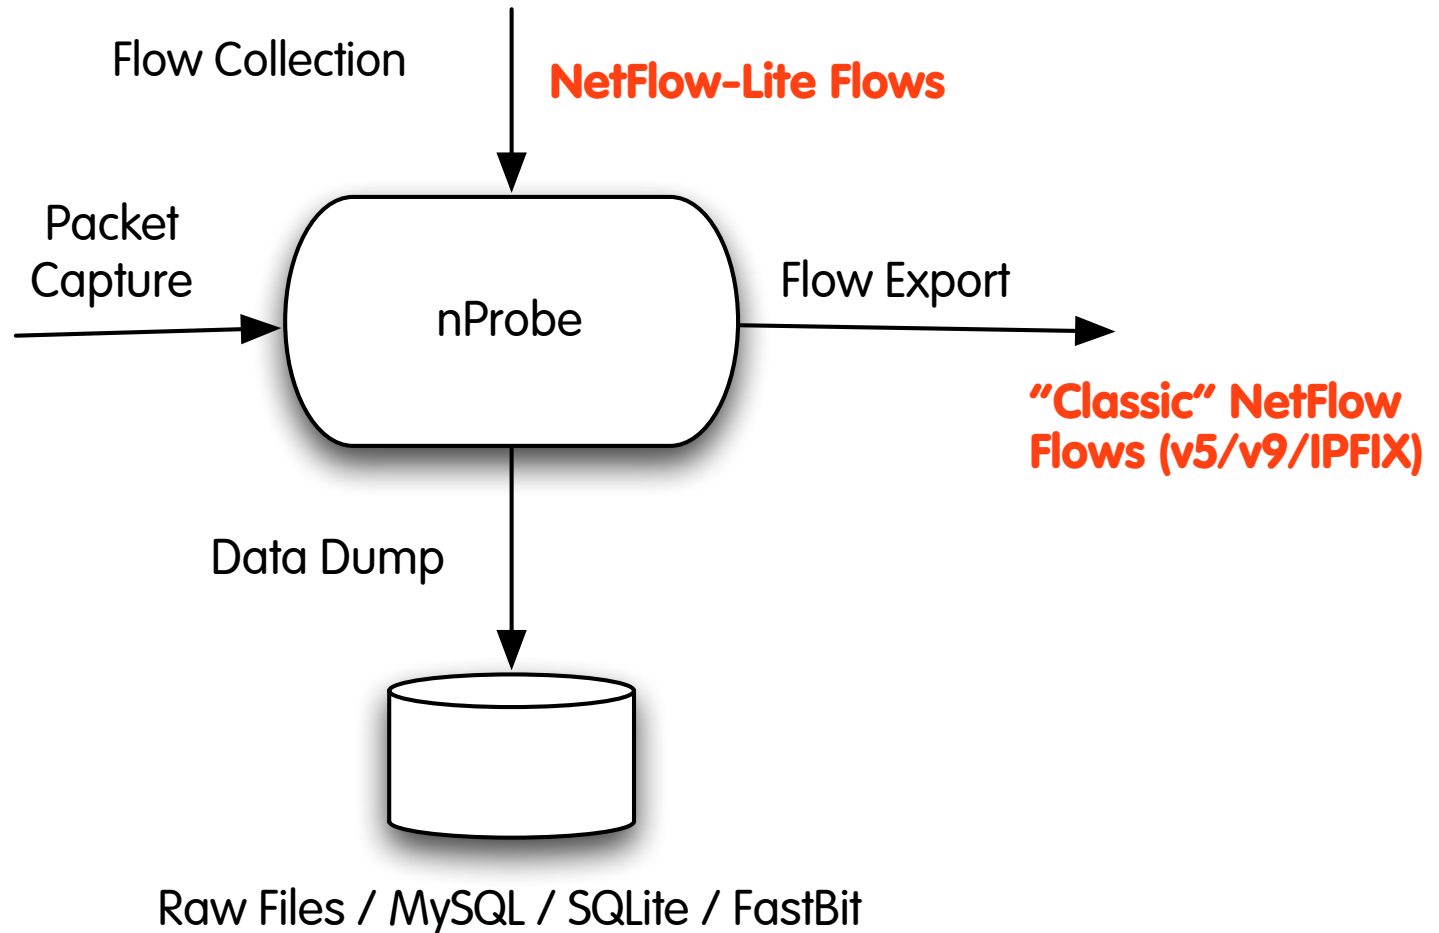 Flow Collection
NetFlow-Lite Flows
Packet
Capture
nProbe
Flow Export
"Classic" NetFlow
Flows (v5/v9/IPFIX)
Data Dump
Raw Files / MySQL / SQLite / FastBit